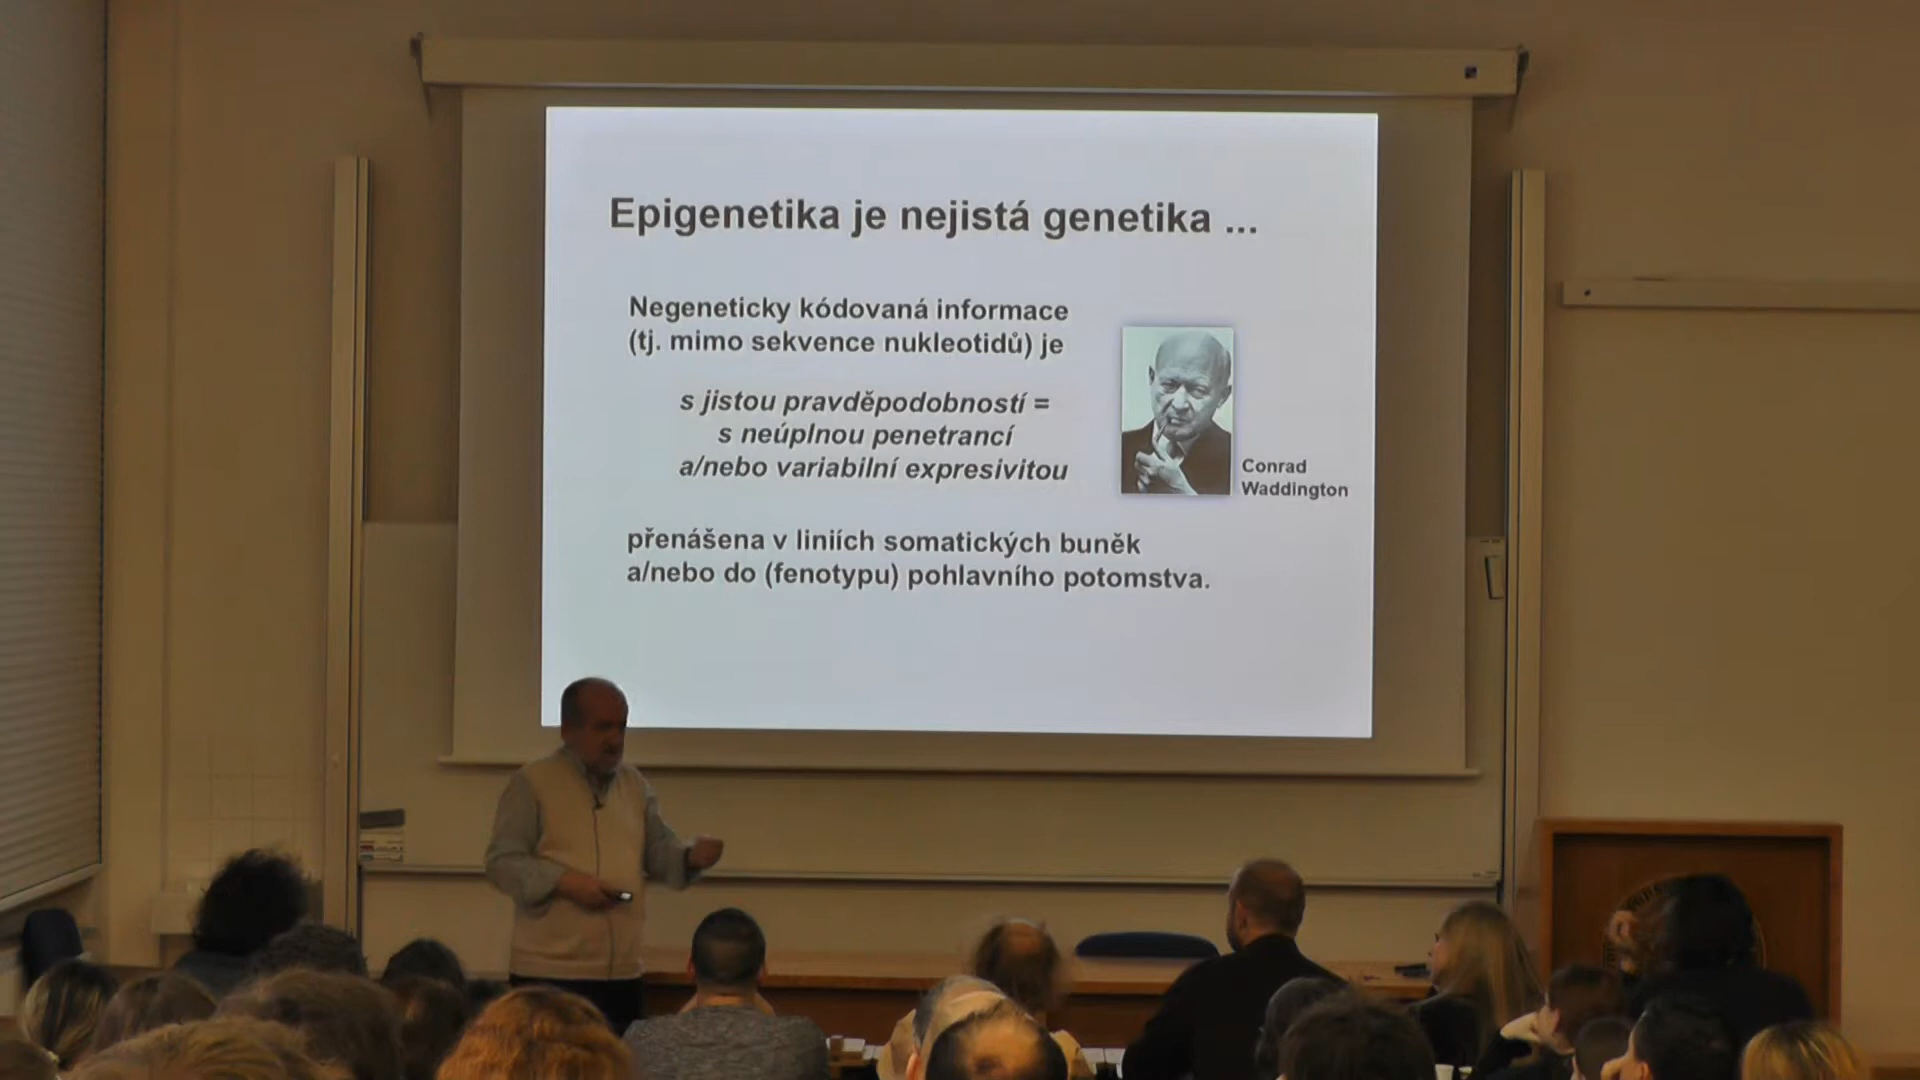 Epigenetika je nejistá genetika ...
Negeneticky kódovaná informace
(tj. mimo sekvence nukleotidů) je
s jistou pravděpodobností =
s neúplnou penetrancí
a/nebo variabilní expresivitou
Conrad
Waddington
přenášena v liniích somatických buněk
a/nebo do (fenotypu) pohlavního potomstva.